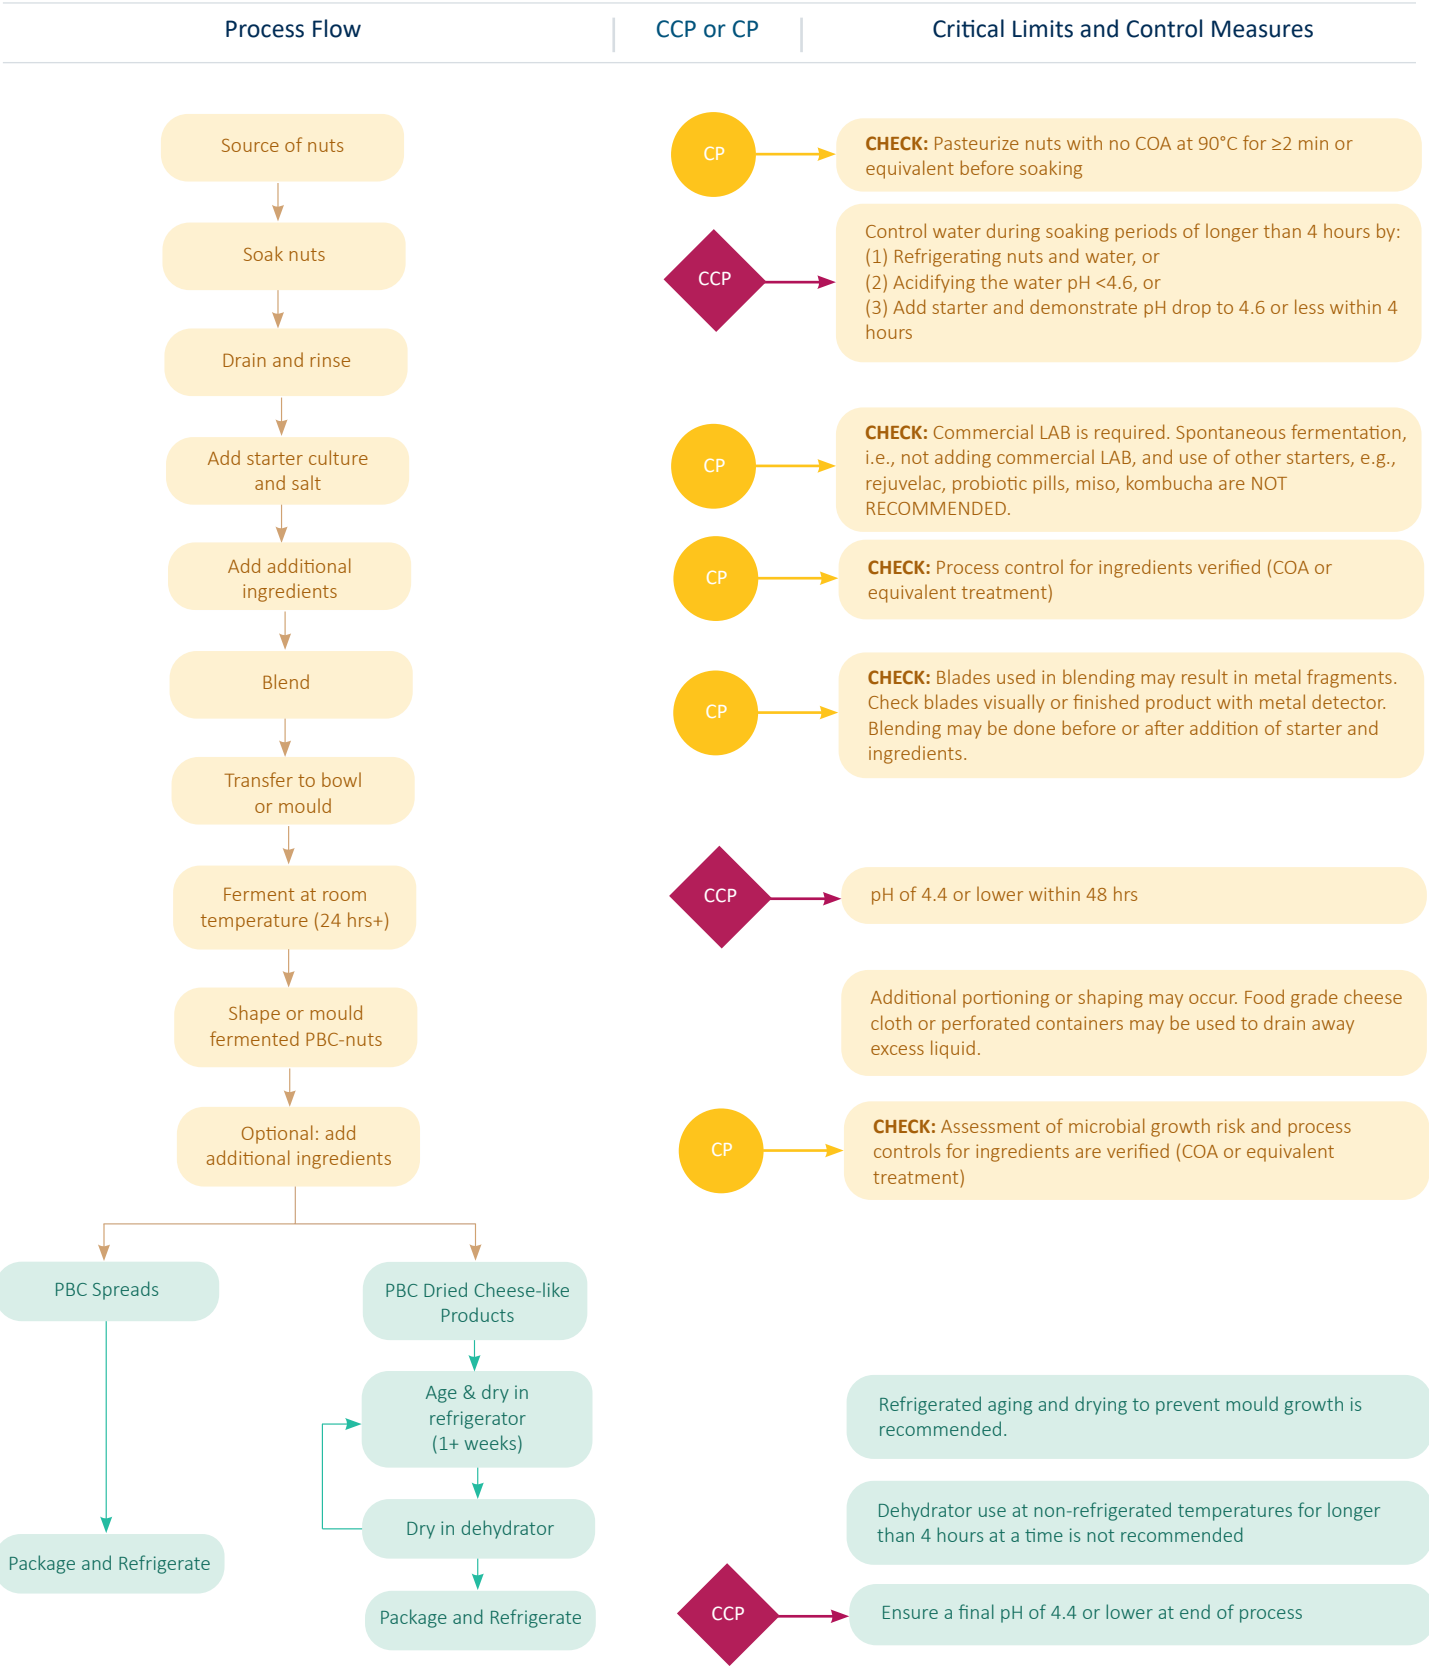 Process Flow
CCP or CP
Critical Limits and Control Measures
Source of nuts
CP
CHECK: Pasteurize nuts with no COA at 90°C for ≥2 min or
equivalent before soaking
Soak nuts
CCP
Control water during soaking periods of longer than 4 hours by:
(1) Refrigerating nuts and water, or
(2) Acidifying the water pH <4.6, or
(3) Add starter and demonstrate pH drop to 4.6 or less within 4
hours
Drain and rinse
Add starter culture
and salt
CP
CHECK: Commercial LAB is required. Spontaneous fermentation,
i.e., not adding commercial LAB, and use of other starters, e.g.,
rejuvelac, probiotic pills, miso, kombucha are NOT
RECOMMENDED.
Add additional
ingredients
CP
CHECK: Process control for ingredients verified (COA or
equivalent treatment)
Blend
CP
CHECK: Blades used in blending may result in metal fragments.
Check blades visually or finished product with metal detector.
Blending may be done before or after addition of starter and
ingredients.
Transfer to bowl
or mould
Ferment at room
temperature (24 hrs+)
CCP
pH of 4.4 or lower within 48 hrs
Shape or mould
fermented PBC-nuts
Additional portioning or shaping may occur. Food grade cheese
cloth or perforated containers may be used to drain away
excess liquid.
Optional: add
additional ingredients
CP
CHECK: Assessment of microbial growth risk and process
controls for ingredients are verified (COA or equivalent
treatment)
PBC Spreads
PBC Dried Cheese-like
Products
Age & dry in
refrigerator
(1+ weeks)
Refrigerated aging and drying to prevent mould growth is
recommended.
Dry in dehydrator
Dehydrator use at non-refrigerated temperatures for longer
than 4 hours at a time is not recommended
Package and Refrigerate
Package and Refrigerate
CCP
Ensure a final pH of 4.4 or lower at end of process